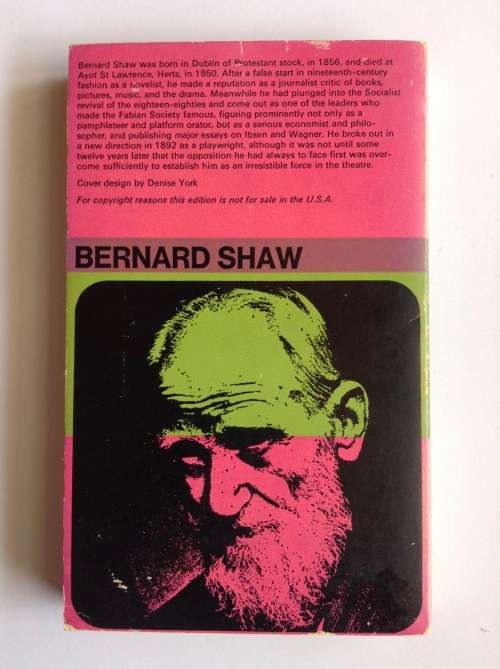 Bernard Shaw was born in Dublin of Protestant stock, in 1856, and died at
Ayot St Lawrence, Herts, in 1950. After a false start in nineteenth-century
fashion as a novelist, he made a reputation as a journalist critic of books,
pictures, music, and the drama. Meanwhile he had plunged into the Socialist
revival of the eighteen-eighties and come out as one of the leaders who
made the Fabian Society famous, figuring prominently not only as a
pamphleteer and platform orator, but as a serious economist and philo-
sopher, and publishing major essays on Ibsen and Wagner. He broke out in
a new direction in 1892 as a playwright, although it was not until some
twelve years later that the opposition he had always to face first was over-
come sufficiently to establish him as an irresistible force in the theatre.
Cover design by Denise York
For copyright reasons this edition is not for sale in the U.S.A.
BERNARD SHAW